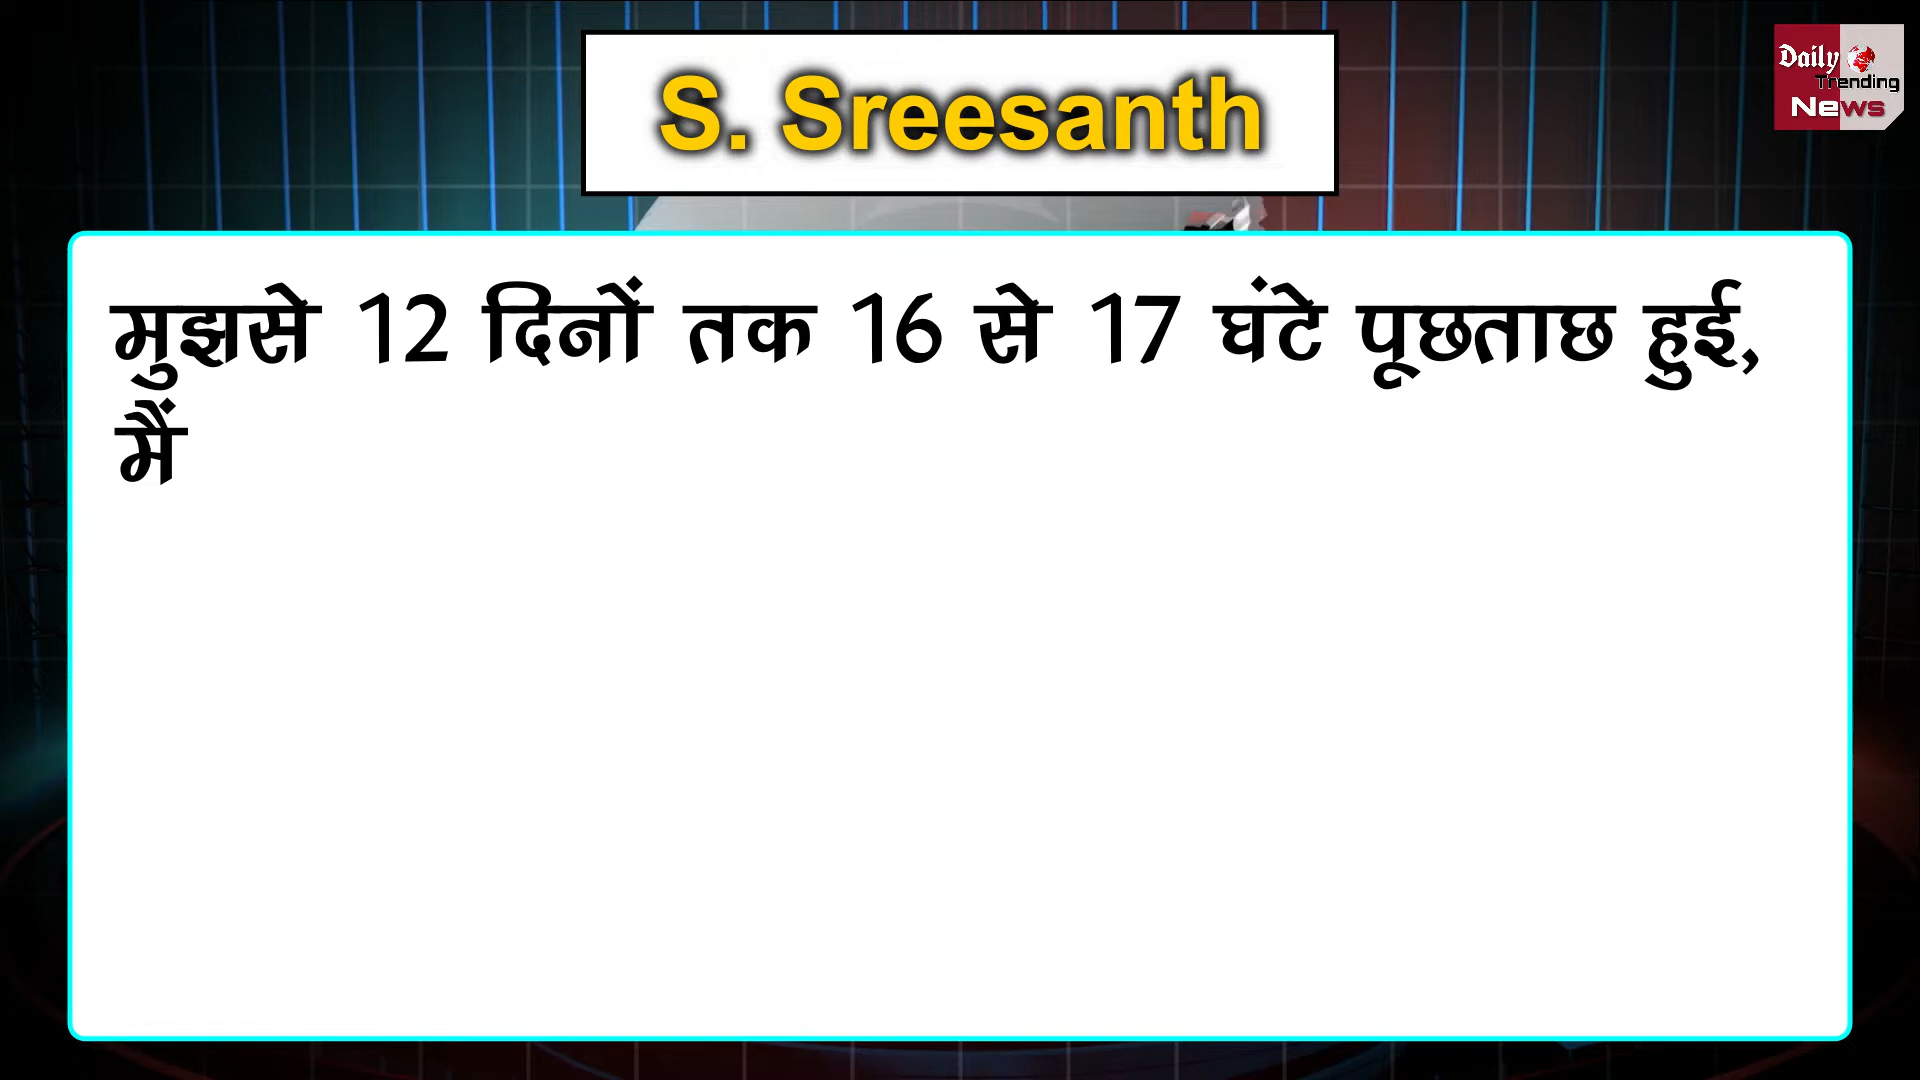 S. Sreesanth
Daily
Trending
News
मुझसे 12 दिनों तक 16 से 17 घंटे पूछताछ हुई,
मैं